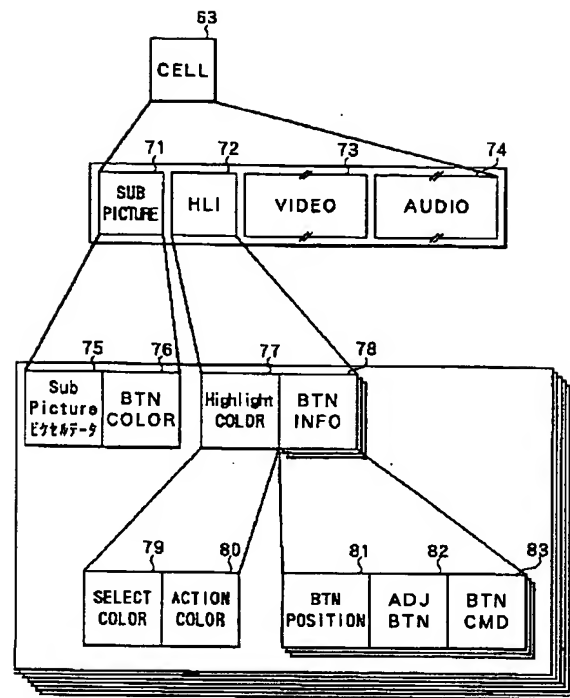 63
CELL
71
72
73
74
SUB
PICTURE
HLI
VIDEO
AUDIO
75
76
77
78
Sub
Picture
ピクセルデータ
BTN
COLOR
Highlight
COLOR
BTN
INFO
79
80
81
82
83
SELECT
COLOR
ACTION
COLOR
BTN
POSITION
ADJ
BTN
BTN
CMD